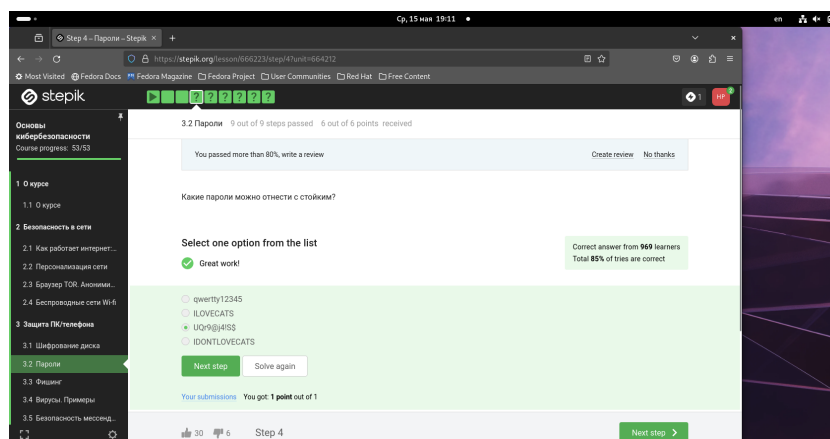 Ср, 15 мая 19:11
en
Step 4 – Пароли – Stepik
https://stepik.org/lesson/666223/step/4?unit=664212
Most Visited Fedora Docs Fedora Magazine Fedora Project User Communities Red Hat Free Content
stepik
1 HP 2
Основы кибербезопасности
Course progress: 53/53
1 О курсе
1.1 О курсе
2 Безопасность в сети
2.1 Как работает интернет:...
2.2 Персонализация сети
2.3 Браузер TOR. Аноними...
2.4 Беспроводные сети Wi-fi
3 Защита ПК/телефона
3.1 Шифрование диска
3.2 Пароли
3.3 Фишинг
3.4 Вирусы. Примеры
3.5 Безопасность мессенд...
3.2 Пароли 9 out of 9 steps passed 6 out of 6 points received
You passed more than 80%, write a review Create review No thanks
Какие пароли можно отнести с стойким?
Select one option from the list
Great work!
Correct answer from 969 learners
Total 85% of tries are correct
qwertty12345
ILOVECATS
UQr9@j4!S$
IDONTLOVECATS
Next step Solve again
Your submissions You got: 1 point out of 1
30 6 Step 4 Next step